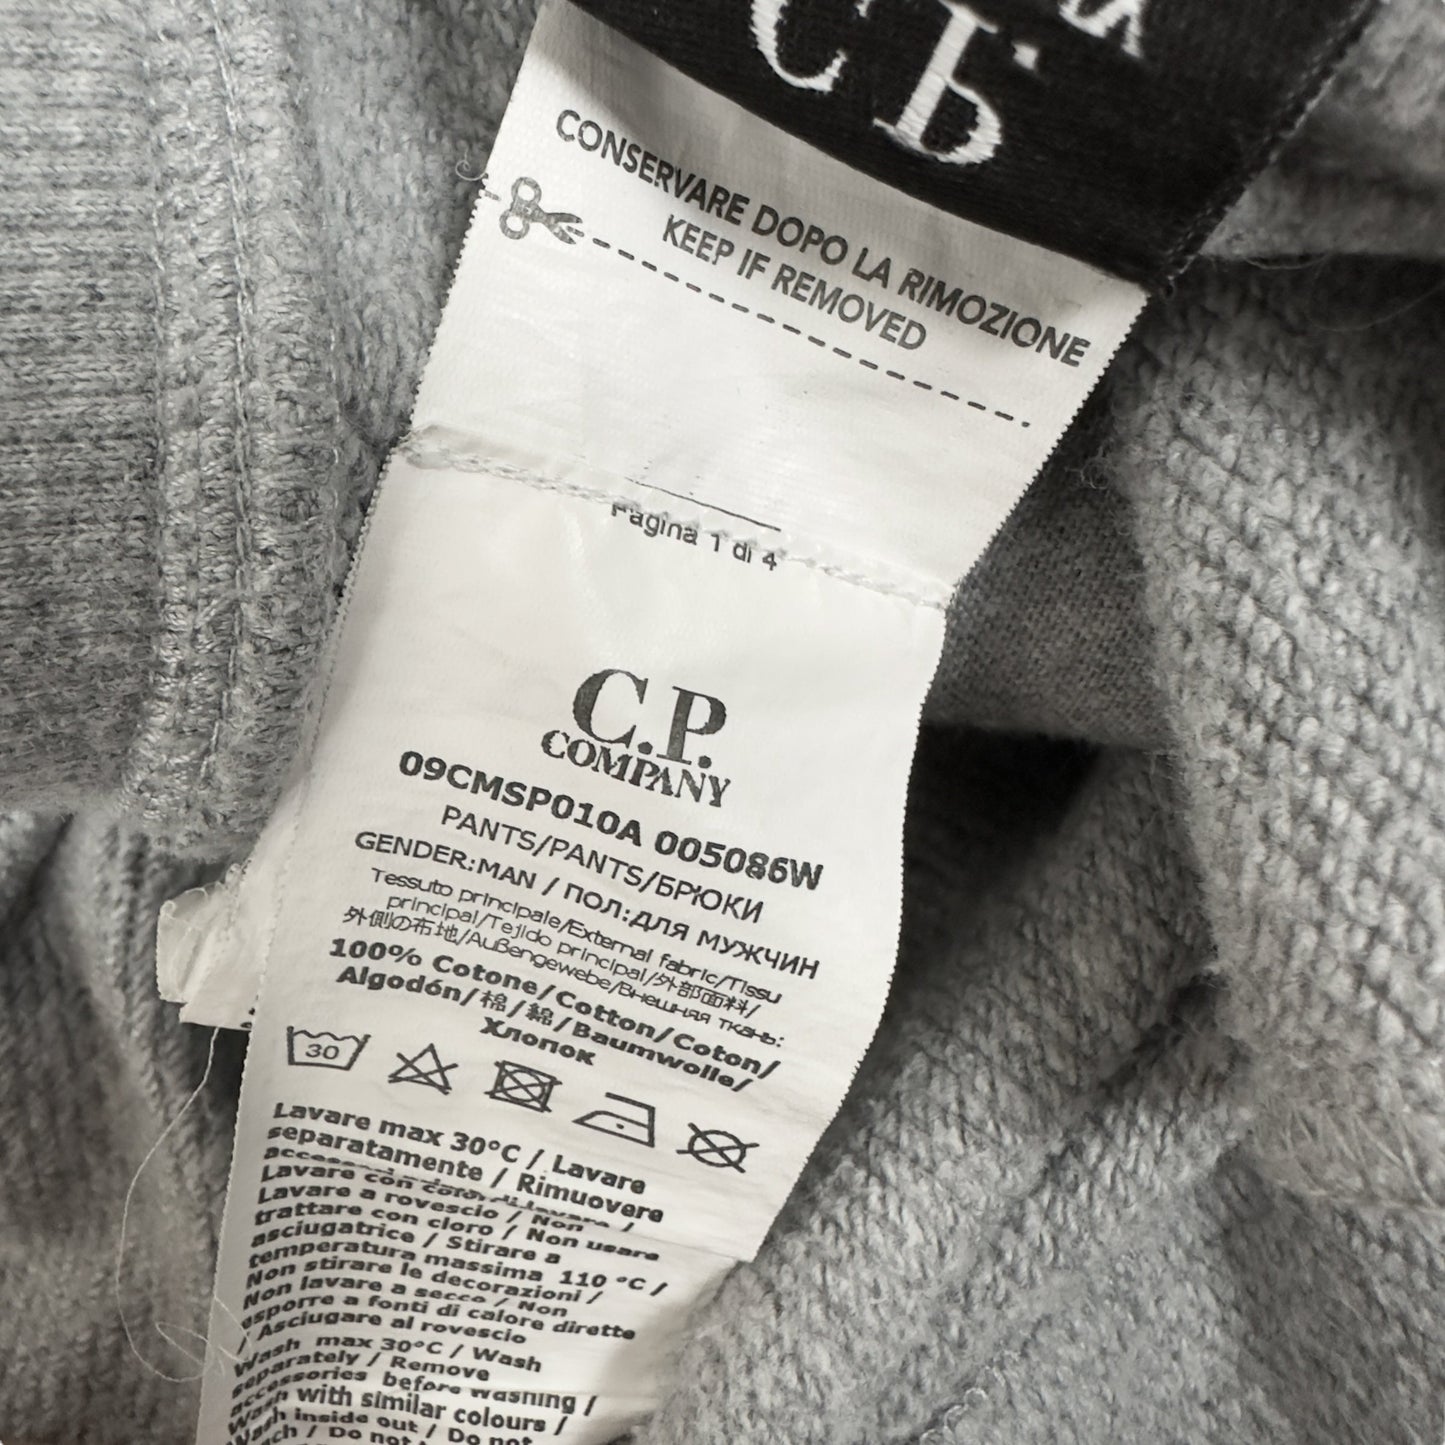 CONSERVARE DOPO LA RIMOZIONE
KEEP IF REMOVED
Pagina 1 di 4
C.P.
COMPANY
09CMSP010A 005086W
PANTS/PANTS/БРЮКИ
GENDER:MAN / ПОЛ:ДЛЯ МУЖЧИН
Tessuto principale/External fabric/Tissu
principal/Tejido principal/外部面料/
外側の布地/Außengewebe/Внешняя ткань:
100% Cotone/Cotton/Coton/
Algodón/棉/綿/Baumwolle/
Хлопок
30
Lavare max 30°C / Lavare
separatamente / Rimuovere
Lavare con
Lavare a rovescio / Non
trattare con cloro / Non usare
asciugatrice / Stirare a
temperatura massima 110 °C /
Non stirare le decorazioni /
Non lavare a secco / Non
esporre a fonti di calore dirette
/ Asciugare al rovescio
Wash max 30°C / Wash
separately / Remove
accessories before washing /
Wash with similar colours /
Wash inside out / Do not